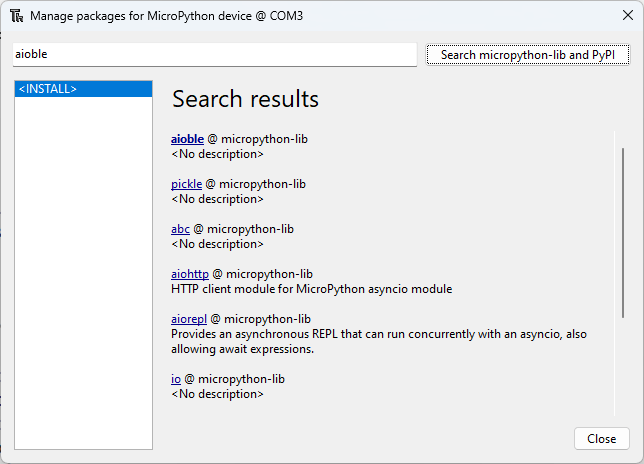 Manage packages for MicroPython device @ COM3
aioble
Search micropython-lib and PyPI
<INSTALL>
Search results
aioble @ micropython-lib
<No description>
pickle @ micropython-lib
<No description>
abc @ micropython-lib
<No description>
aiohttp @ micropython-lib
HTTP client module for MicroPython asyncio module
aiorepl @ micropython-lib
Provides an asynchronous REPL that can run concurrently with an asyncio, also
allowing await expressions.
io @ micropython-lib
<No description>
Close